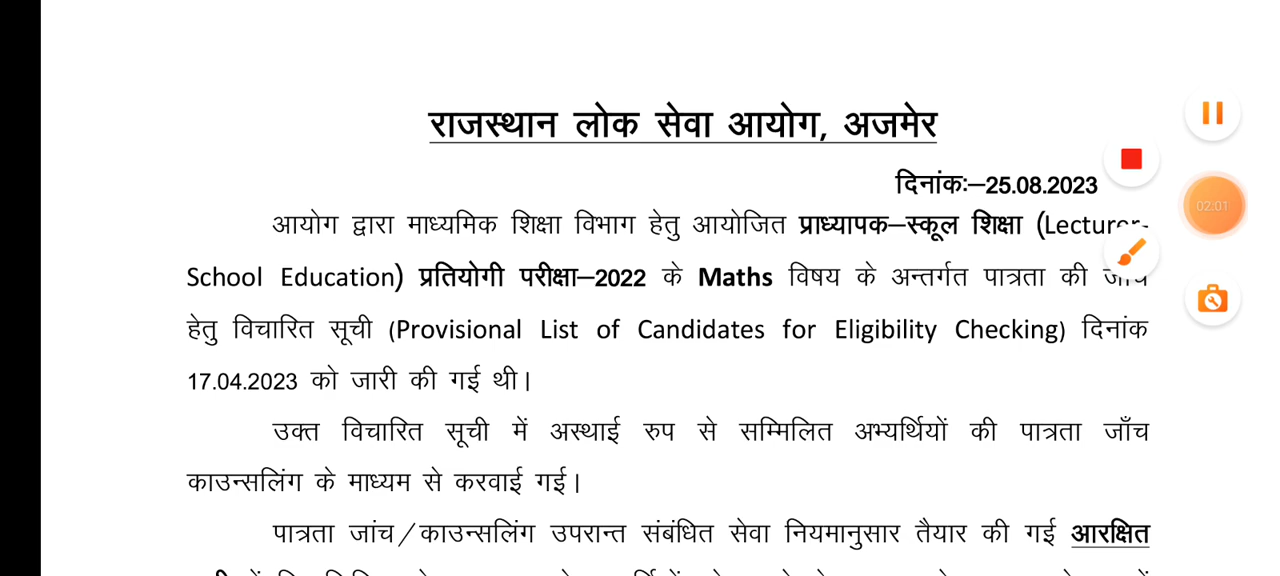 राजस्थान लोक सेवा आयोग, अजमेर
दिनांकः–25.08.2023
आयोग द्वारा माध्यमिक शिक्षा विभाग हेतु आयोजित प्राध्यापक–स्कूल शिक्षा (Lecturer-
School Education) प्रतियोगी परीक्षा–2022 के Maths विषय के अन्तर्गत पात्रता की जांच
हेतु विचारित सूची (Provisional List of Candidates for Eligibility Checking) दिनांक
17.04.2023 को जारी की गई थी।
उक्त विचारित सूची में अस्थाई रुप से सम्मिलित अभ्यर्थियों की पात्रता जाँच
काउन्सलिंग के माध्यम से करवाई गई।
पात्रता जांच/काउन्सलिंग उपरान्त संबंधित सेवा नियमानुसार तैयार की गई आरक्षित
02:01